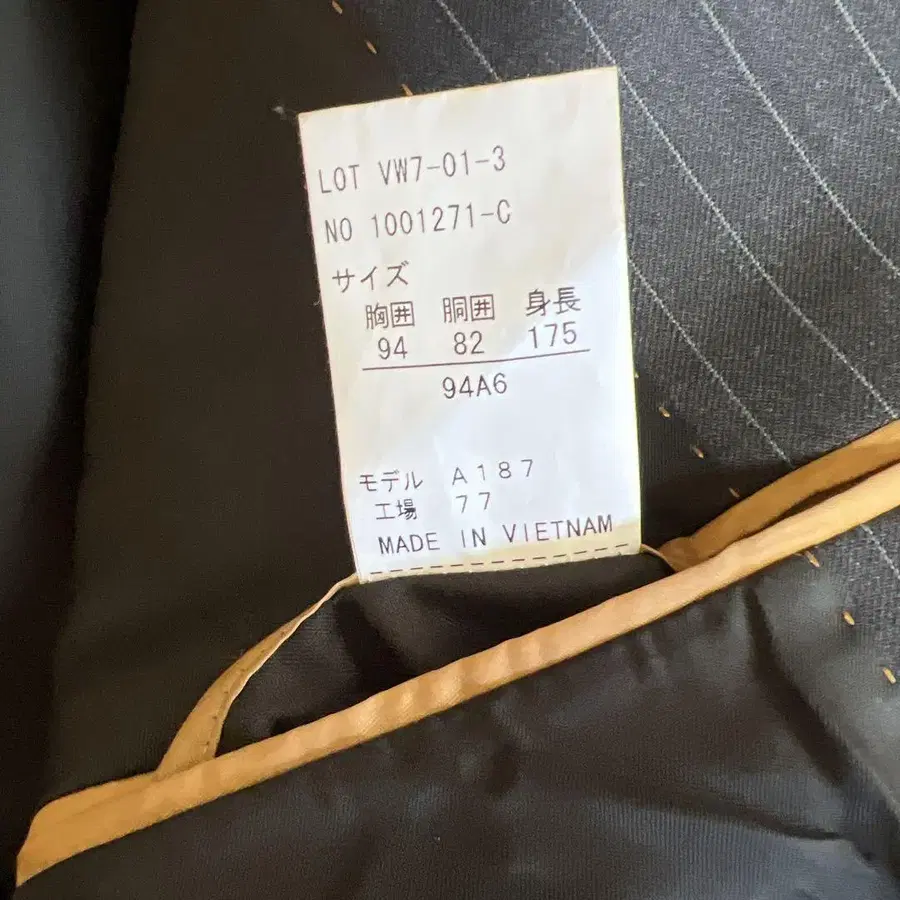 LOT VW7-01-3
NO 1001271-C
サイズ
胸囲 胴囲 身長
94 82 175
94A6
モデル A187
工場 77
MADE IN VIETNAM